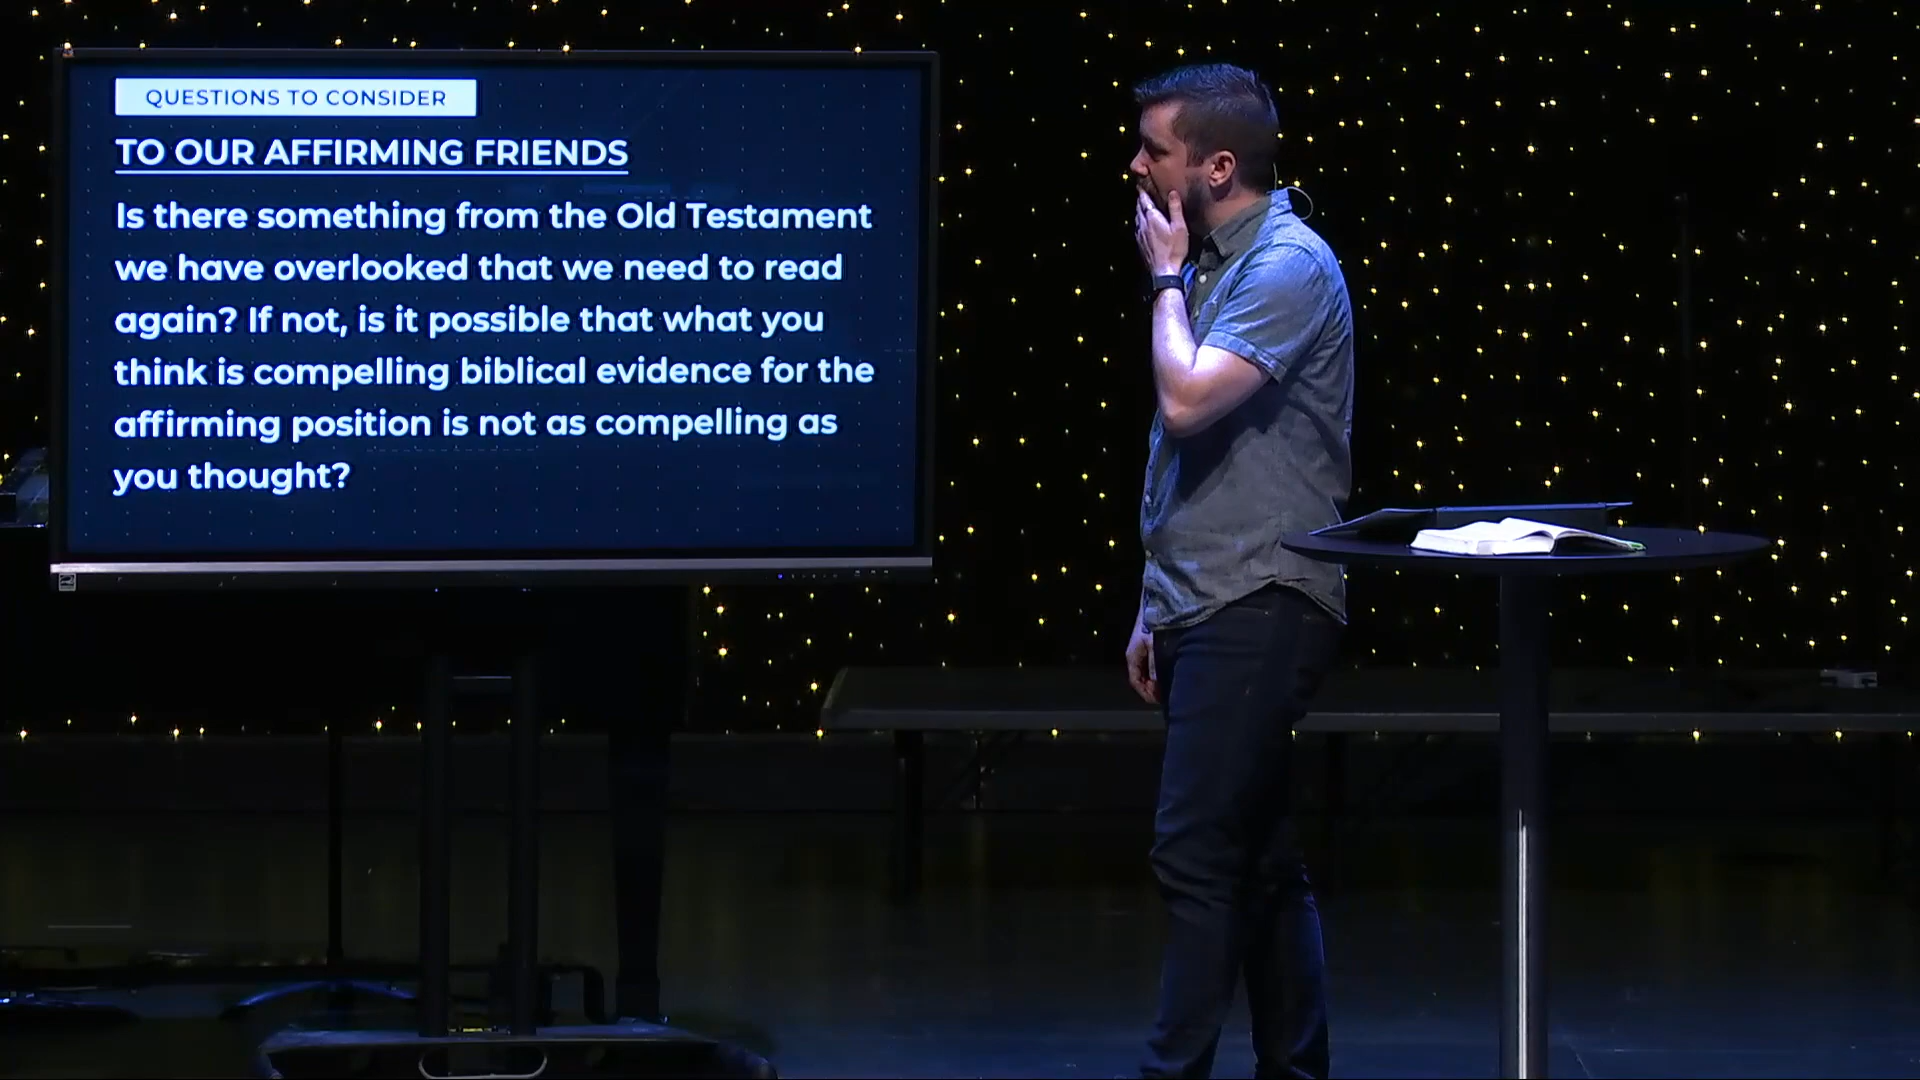 QUESTIONS TO CONSIDER
TO OUR AFFIRMING FRIENDS
Is there something from the Old Testament
we have overlooked that we need to read
again? If not, is it possible that what you
think is compelling biblical evidence for the
affirming position is not as compelling as
you thought?